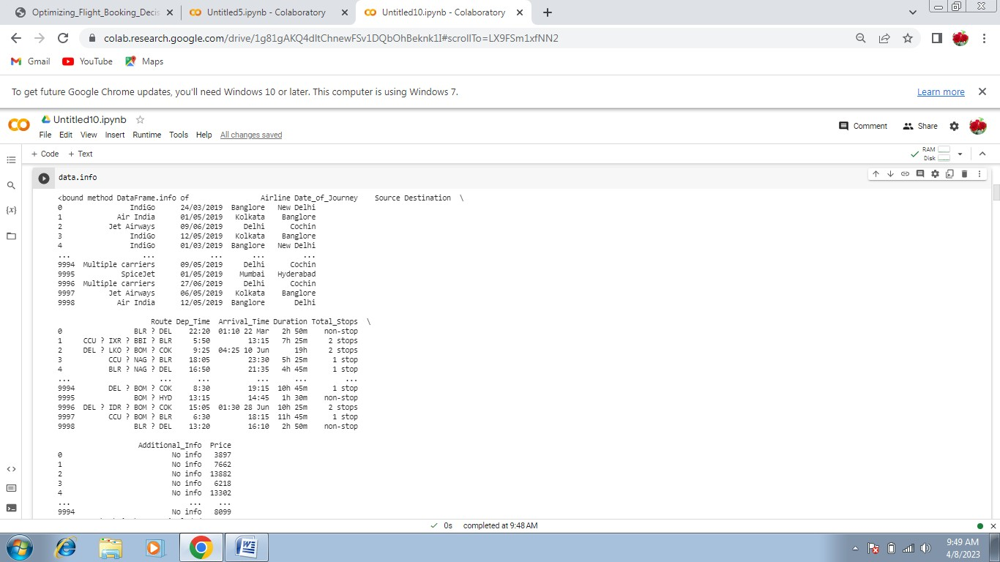 Optimizing_Flight_Booking_Decis
Untitled5.ipynb - Colaboratory
Untitled10.ipynb - Colaboratory
colab.research.google.com/drive/1g81gAKQ4dltChnewFSv1DQbOhBeknk1I#scrollTo=LX9FSm1xfNN2
Gmail YouTube Maps
To get future Google Chrome updates, you'll need Windows 10 or later. This computer is using Windows 7. Learn more
Untitled10.ipynb
Comment Share
File Edit View Insert Runtime Tools Help All changes saved
+ Code + Text RAM Disk
data.info
<bound method DataFrame.info of Airline Date_of_Journey Source Destination \
0 IndiGo 24/03/2019 Banglore New Delhi
1 Air India 01/05/2019 Kolkata Banglore
2 Jet Airways 09/06/2019 Delhi Cochin
3 IndiGo 12/05/2019 Kolkata Banglore
4 IndiGo 01/03/2019 Banglore New Delhi
... ... ... ... ...
9994 Multiple carriers 09/05/2019 Delhi Cochin
9995 SpiceJet 01/05/2019 Mumbai Hyderabad
9996 Multiple carriers 27/06/2019 Delhi Cochin
9997 Jet Airways 06/05/2019 Kolkata Banglore
9998 Air India 12/05/2019 Banglore Delhi
Route Dep_Time Arrival_Time Duration Total_Stops \
0 BLR ? DEL 22:20 01:10 22 Mar 2h 50m non-stop
1 CCU ? IXR ? BBI ? BLR 5:50 13:15 7h 25m 2 stops
2 DEL ? LKO ? BOM ? COK 9:25 04:25 10 Jun 19h 2 stops
3 CCU ? NAG ? BLR 18:05 23:30 5h 25m 1 stop
4 BLR ? NAG ? DEL 16:50 21:35 4h 45m 1 stop
... ... ... ... ... ...
9994 DEL ? BOM ? COK 8:30 19:15 10h 45m 1 stop
9995 BOM ? HYD 13:15 14:45 1h 30m non-stop
9996 DEL ? IDR ? BOM ? COK 15:05 01:30 28 Jun 10h 25m 2 stops
9997 CCU ? BOM ? BLR 6:30 18:15 11h 45m 1 stop
9998 BLR ? DEL 13:20 16:10 2h 50m non-stop
Additional_Info Price
0 No info 3897
1 No info 7662
2 No info 13882
3 No info 6218
4 No info 13302
... ... ...
9994 No info 8099
0s completed at 9:48 AM
9:49 AM
4/8/2023